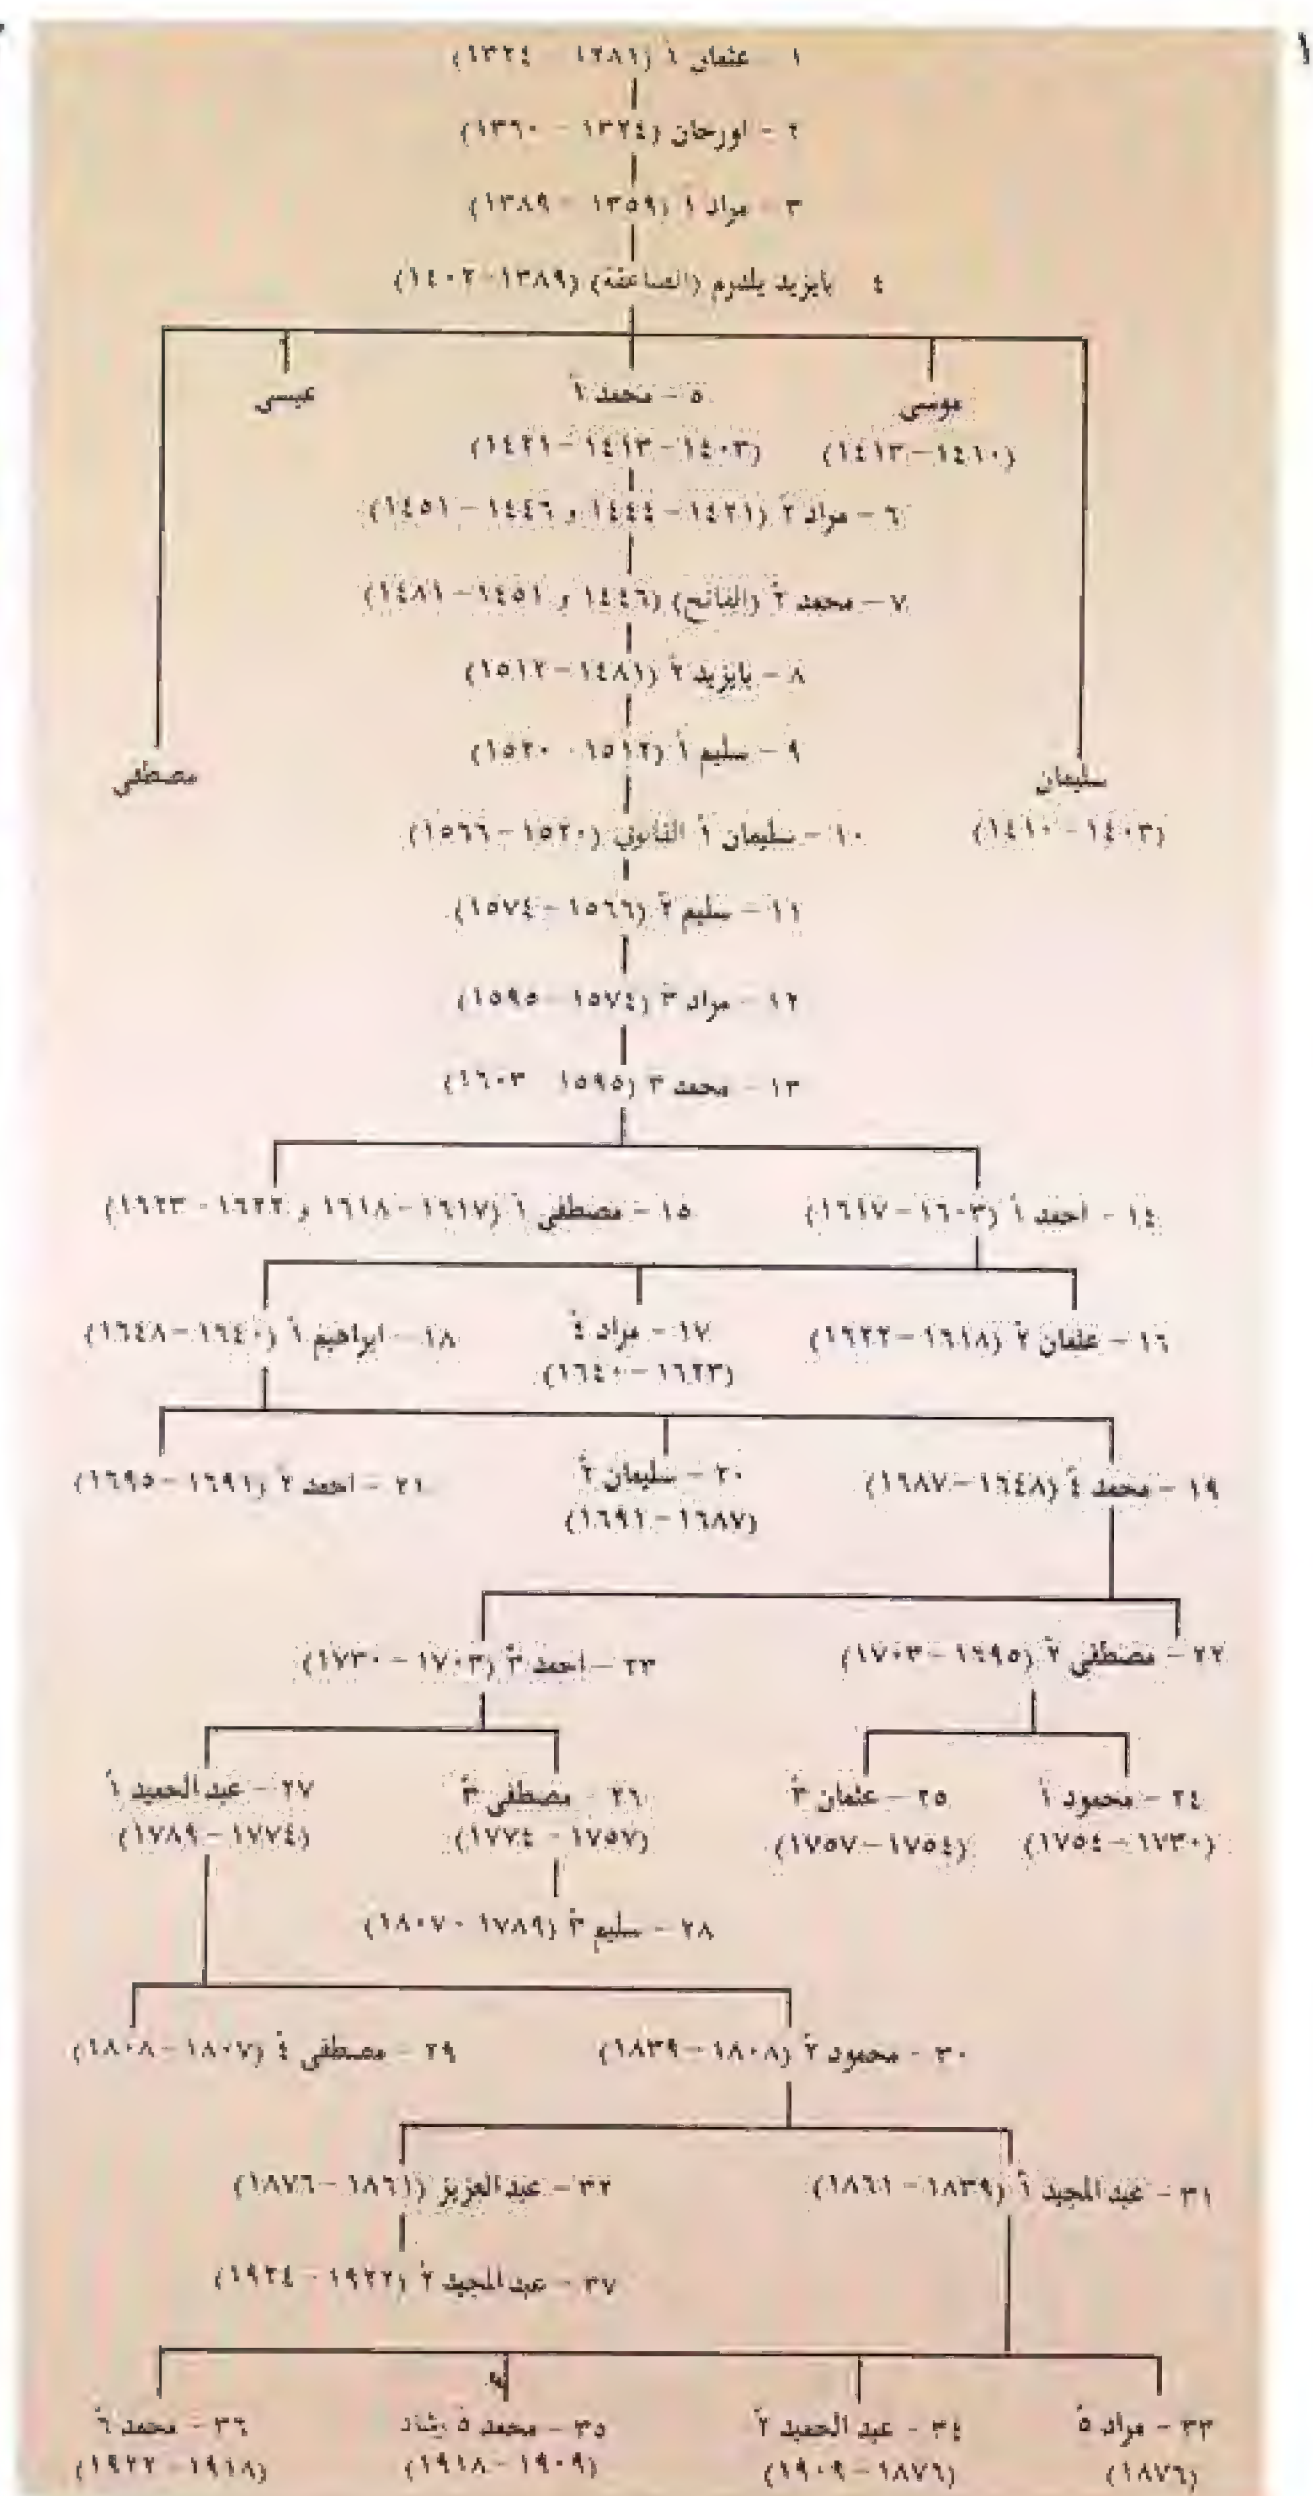 ١ - عثمان ١ (١٢٨١ - ١٣٢٤)
٢ - اورخان (١٣٢٤ - ١٣٦٠)
٣ - مراد ١ (١٣٥٩ - ١٣٨٩)
٤ بايزيد يلدرم (الصاعقة) (١٣٨٩-١٤٠٢)
عيسى
٥ - محمد ١
موسى
(١٤٠٣-١٤١٣-١٤٢١)
(١٤١٠-١٤١٣)
٦ - مراد ٢ (١٤٢١-١٤٤٤ و ١٤٤٦-١٤٥١)
٧ - محمد ٢ (الفاتح) (١٤٤٦ و ١٤٥١-١٤٨١)
٨ - بايزيد ٢ (١٤٨١-١٥١٢)
٩ - سليم ١ (١٥١٢-١٥٢٠)
مصطفى
سليمان
(١٤٠٣-١٤١٠)
١٠ - سليمان ١ القانوني (١٥٢٠-١٥٦٦)
١١ - سليم ٢ (١٥٦٦-١٥٧٤)
١٢ - مراد ٣ (١٥٧٤-١٥٩٥)
١٣ - محمد ٣ (١٥٩٥ ١٦٠٣)
١٤ - احمد ١ (١٦٠٣-١٦١٧)
١٥ - مصطفى ١ (١٦١٧-١٦١٨ و ١٦٢٢-١٦٢٣)
١٦ - عثمان ٢ (١٦١٨-١٦٢٢)
١٧ - مراد ٤
(١٦٢٣-١٦٤٠)
١٨ - ابراهيم ١ (١٦٤٠-١٦٤٨)
١٩ - محمد ٤ (١٦٤٨-١٦٨٧)
٢٠ - سليمان ٢
(١٦٨٧-١٦٩١)
٢١ - احمد ٢ (١٦٩١-١٦٩٥)
٢٢ - مصطفى ٢ (١٦٩٥-١٧٠٣)
٢٣ - احمد ٣ (١٧٠٣-١٧٣٠)
٢٤ - محمود ١
(١٧٣٠-١٧٥٤)
٢٥ - عثمان ٣
(١٧٥٤-١٧٥٧)
٢٦ - مصطفى ٣
(١٧٥٧-١٧٧٤)
٢٧ - عبد الحميد ١
(١٧٧٤-١٧٨٩)
٢٨ - سليم ٣ (١٧٨٩-١٨٠٧)
٣٠ - محمود ٢ (١٨٠٨-١٨٣٩)
٢٩ - مصطفى ٤ (١٨٠٧-١٨٠٨)
٣١ - عبد المجيد ١ (١٨٣٩-١٨٦١)
٣٢ - عبد العزيز (١٨٦١-١٨٧٦)
٣٧ - عبد المجيد ٢ (١٩٢٢-١٩٢٤)
٣٣ - مراد ٥
(١٨٧٦)
٣٤ - عبد الحميد ٢
(١٨٧٦-١٩٠٩)
٣٥ - محمد ٥ رشاد
(١٩٠٩-١٩١٨)
٣٦ - محمد ٦
(١٩١٨-١٩٢٢)